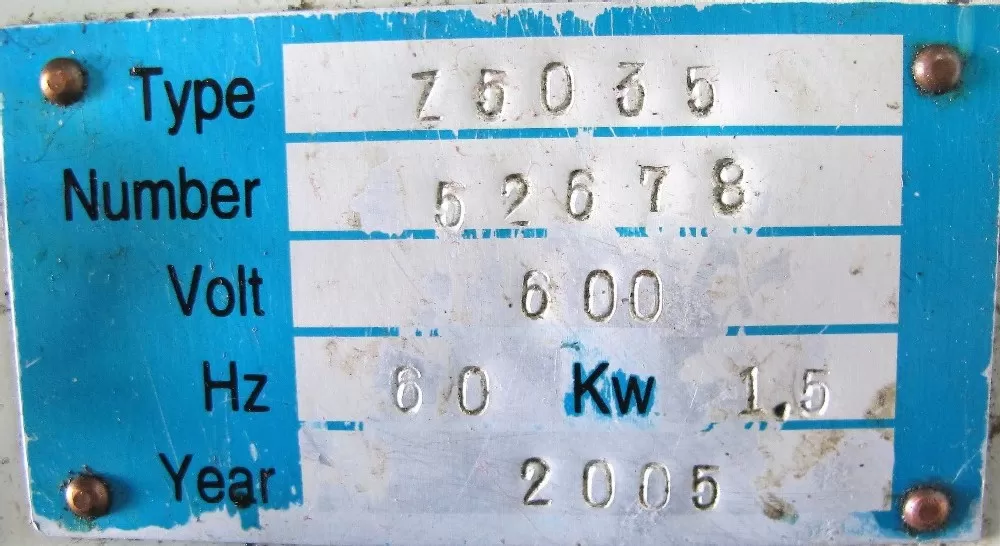 Type Z5035
Number 52678
Volt 600
Hz 60 Kw 1.5
Year 2005